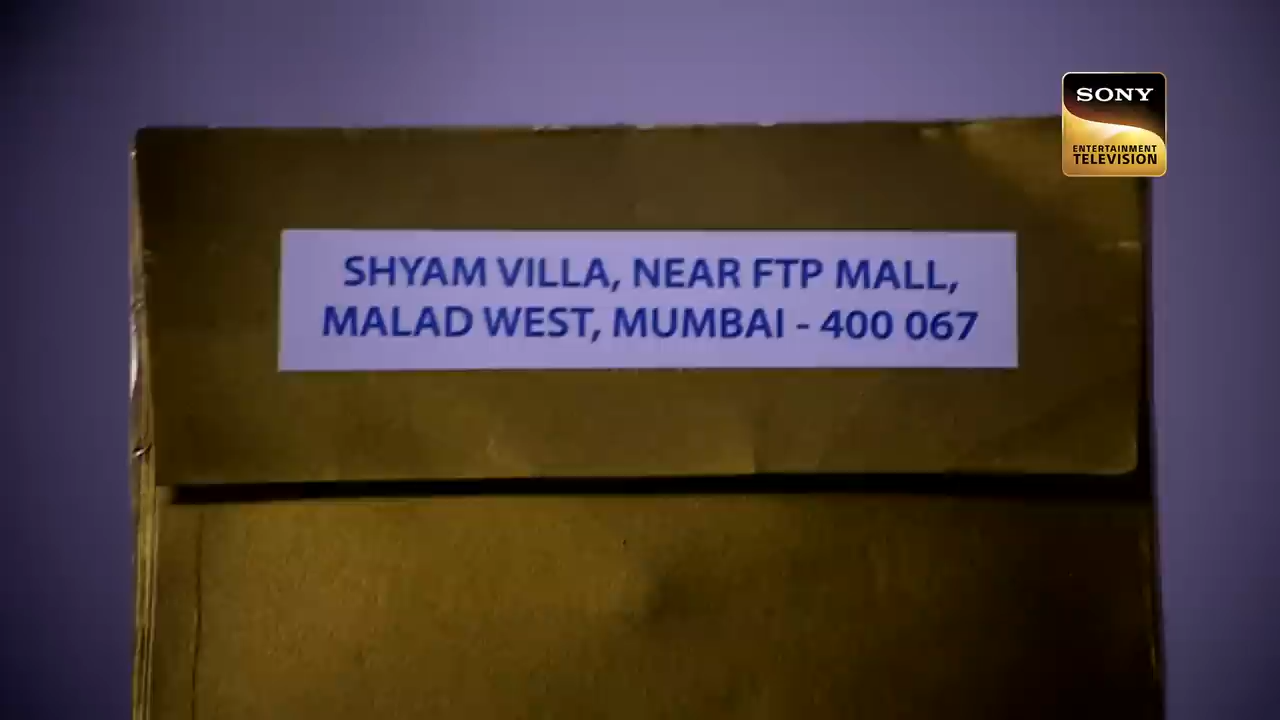 SONY
ENTERTAINMENT
TELEVISION
SHYAM VILLA, NEAR FTP MALL,
MALAD WEST, MUMBAI - 400 067